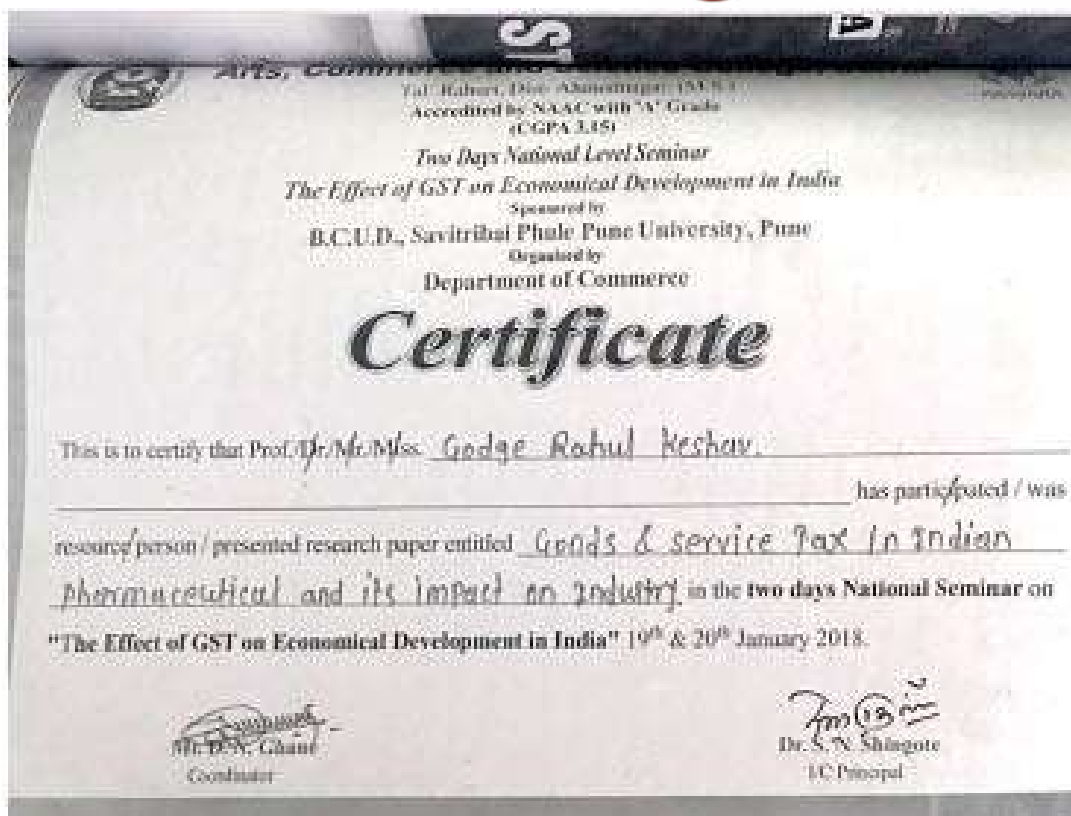 Arts, Commerce and
Tal. Rahuri, Dist. Ahmednagar. (M.S.)
Accredited by NAAC with 'A' Grade
(CGPA 3.15)
Two Days National Level Seminar
The Effect of GST on Economical Development in India
Sponsored by
B.C.U.D., Savitribai Phule Pune University, Pune
Organised by
Department of Commerce
Certificate
This is to certify that Prof./Dr./Mr./Miss. Godge Rahul Keshav.
has participated / was
resource person / presented research paper entitled Goods & service Tax in Indian
pharmaceutical and its impact on Industry in the two days National Seminar on
"The Effect of GST on Economical Development in India" 19th & 20th January 2018.
Mr. D. N. Ghane
Coordinator
Dr. S. N. Shingote
I/C Principal